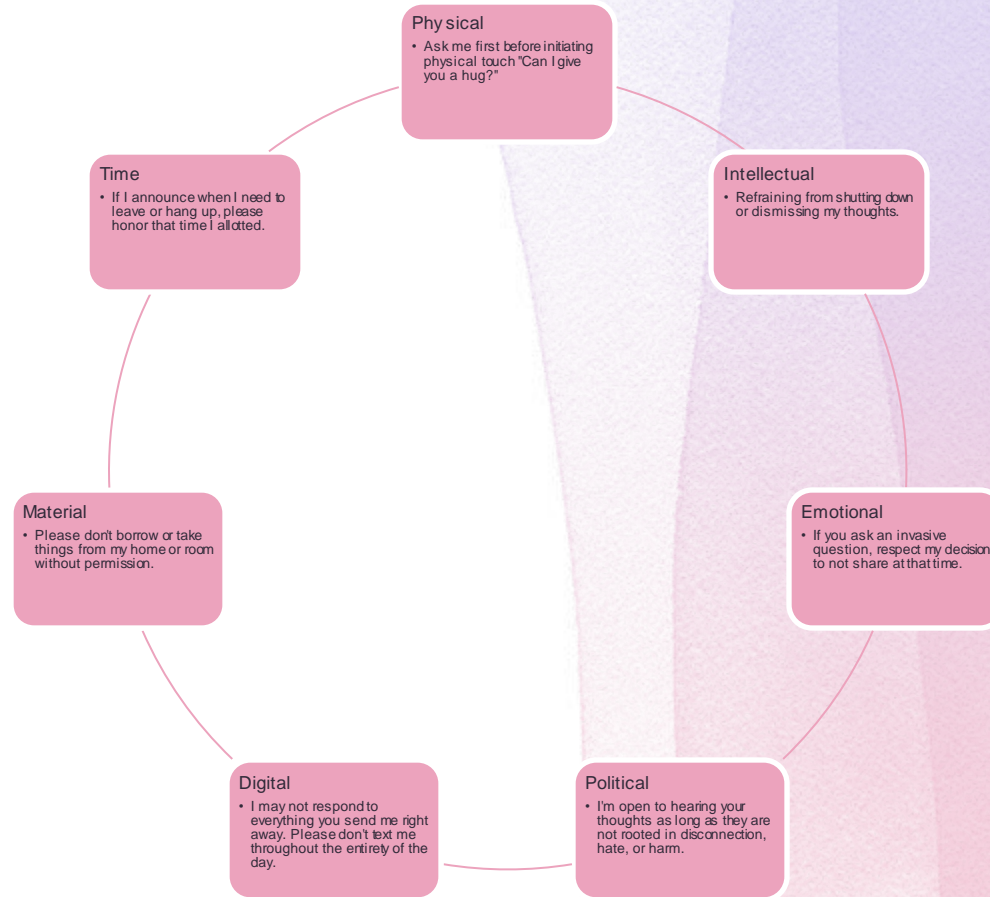 Physical
• Ask me first before initiating
physical touch "Can I give
you a hug?"
Intellectual
• Refraining from shutting down
or dismissing my thoughts.
Emotional
• If you ask an invasive
question, respect my decision
to not share at that time.
Political
• I'm open to hearing your
thoughts as long as they are
not rooted in disconnection,
hate, or harm.
Digital
• I may not respond to
everything you send me right
away. Please don't text me
throughout the entirety of the
day.
Material
• Please don't borrow or take
things from my home or room
without permission.
Time
• If I announce when I need to
leave or hang up, please
honor that time I allotted.